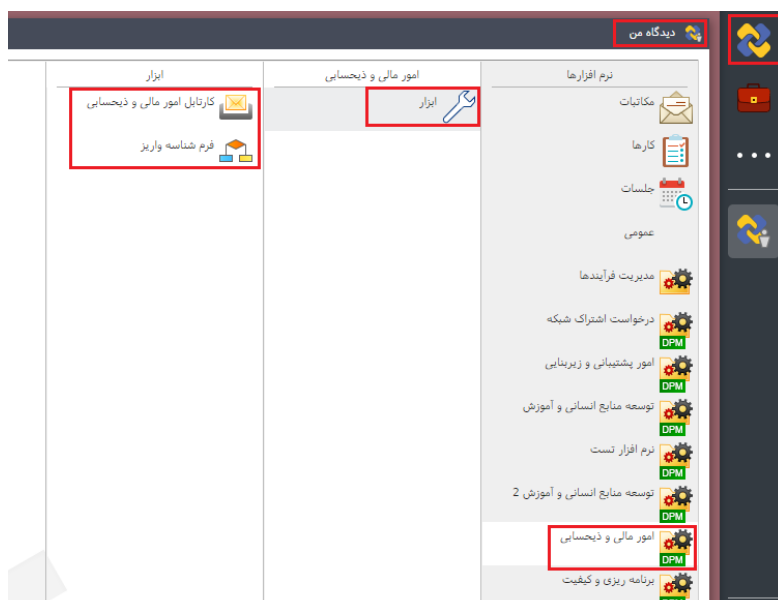 دیدگاه من
نرم افزارها
مکاتبات
کارها
جلسات
عمومی
مدیریت فرآیندها
درخواست اشتراک شبکه
DPM
امور پشتیبانی و زیربنایی
DPM
توسعه منابع انسانی و آموزش
DPM
نرم افزار تست
DPM
توسعه منابع انسانی و آموزش 2
DPM
امور مالی و ذیحسابی
DPM
برنامه ریزی و کیفیت
امور مالی و ذیحسابی
ابزار
ابزار
کارتابل امور مالی و ذیحسابی
فرم شناسه واریز